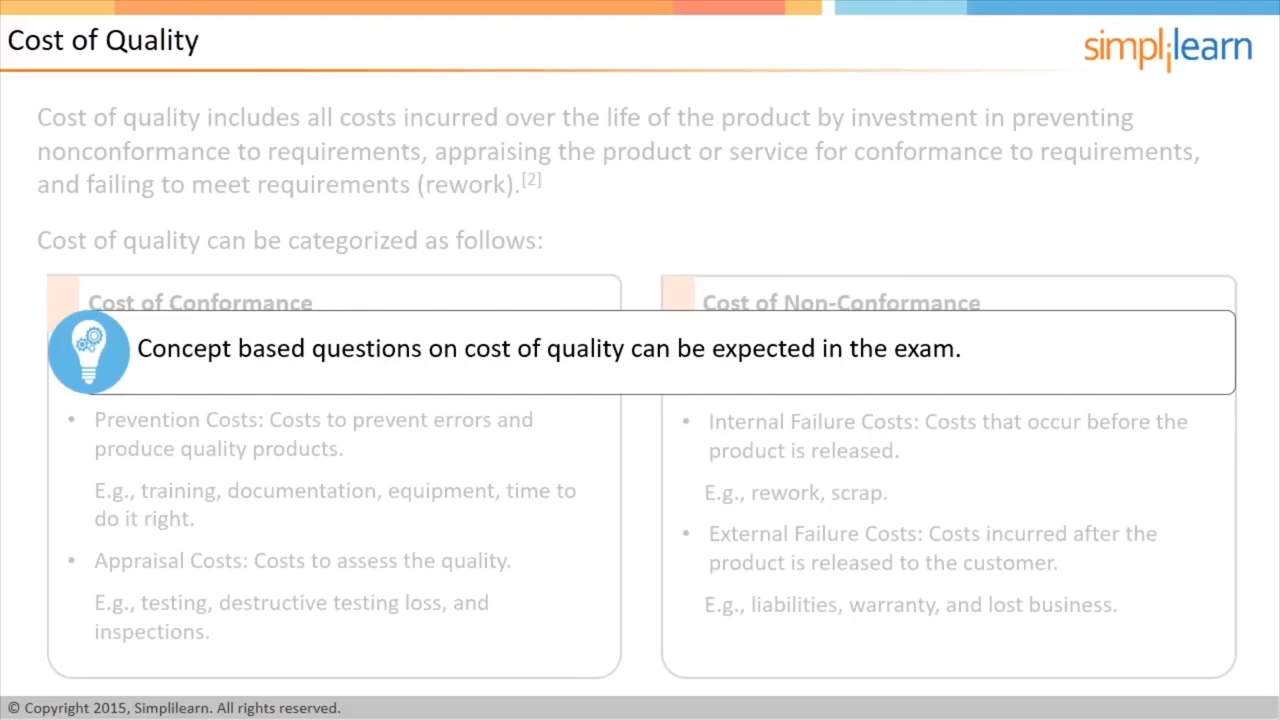 Cost of Quality
simplilearn
Cost of quality includes all costs incurred over the life of the product by investment in preventing
nonconformance to requirements, appraising the product or service for conformance to requirements,
and failing to meet requirements (rework).[2]
Cost of quality can be categorized as follows:
Cost of Conformance
Cost of Non-Conformance
Concept based questions on cost of quality can be expected in the exam.
• Prevention Costs: Costs to prevent errors and
produce quality products.
E.g., training, documentation, equipment, time to
do it right.
• Appraisal Costs: Costs to assess the quality.
E.g., testing, destructive testing loss, and
inspections.
• Internal Failure Costs: Costs that occur before the
product is released.
E.g., rework, scrap.
• External Failure Costs: Costs incurred after the
product is released to the customer.
E.g., liabilities, warranty, and lost business.
© Copyright 2015, Simplilearn. All rights reserved.